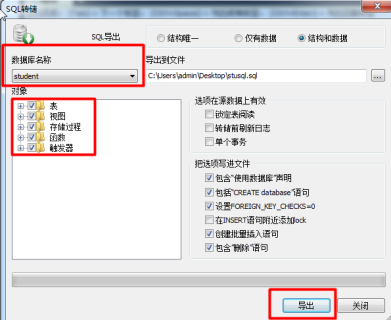 SQL转储
SQL导出
结构唯一
仅有数据
结构和数据
数据库名称
导出到文件
student
C:\Users\admin\Desktop\stusql.sql
...
对象
表
视图
存储过程
函数
触发器
选项在源数据上有效
锁定表阅读
转储前刷新日志
单个事务
把选项写进文件
包含“使用数据库”声明
包括“CREATE database”语句
设置FOREIGN_KEY_CHECKS=0
在INSERT语句附近添加lock
创建批量插入语句
包含“删除”语句
导出
关闭